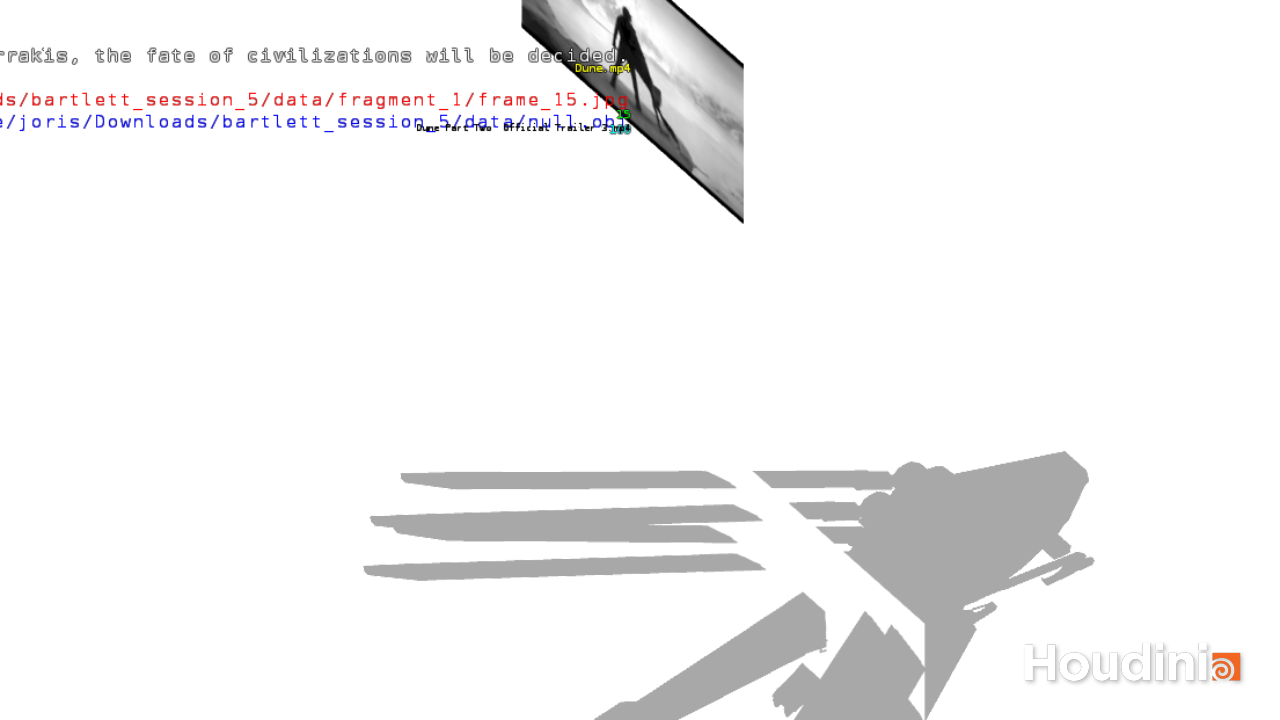 rrakis, the fate of civilizations will be decided.
Dune.mp4
ds/bartlett_session_5/data/fragment_1/frame_15.jpg
15
e/joris/Downloads/bartlett_session_5/data/null.obj
Dune Part Two Official Trailer 3.mp4
Houdini